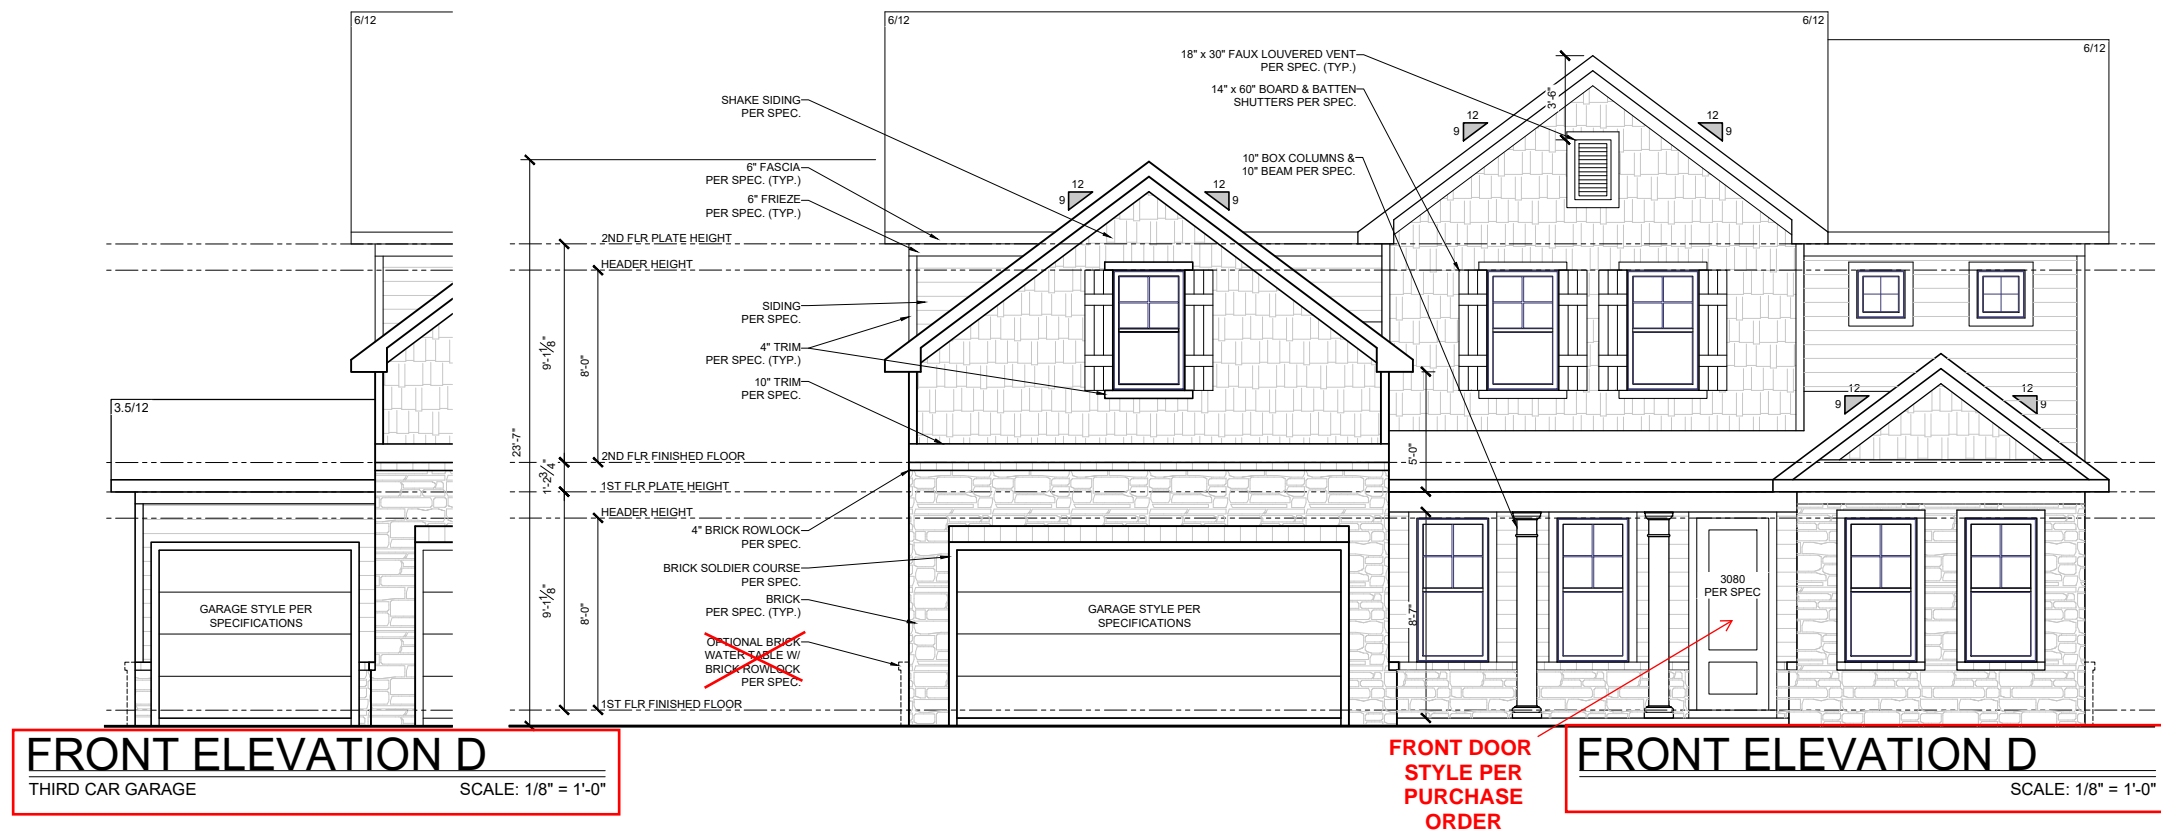 6/12
6/12
6/12
6/12
18" x 30" FAUX LOUVERED VENT
PER SPEC. (TYP.)
14" x 60" BOARD & BATTEN
SHUTTERS PER SPEC.
SHAKE SIDING
PER SPEC.
3'-6"
12
9
12
9
10" BOX COLUMNS &
10" BEAM PER SPEC.
6" FASCIA
PER SPEC. (TYP.)
12
9
12
9
6" FRIEZE
PER SPEC. (TYP.)
2ND FLR PLATE HEIGHT
HEADER HEIGHT
SIDING
PER SPEC.
4" TRIM
PER SPEC. (TYP.)
9'-1 1/8"
8'-0"
10" TRIM
PER SPEC.
12
9
12
9
3.5/12
23'-7"
2ND FLR FINISHED FLOOR
5'-0"
1'-2 3/4"
1ST FLR PLATE HEIGHT
HEADER HEIGHT
4" BRICK ROWLOCK
PER SPEC.
BRICK SOLDIER COURSE
PER SPEC.
3080
PER SPEC
9'-1 1/8"
8'-0"
8'-7"
BRICK
PER SPEC. (TYP.)
GARAGE STYLE PER
SPECIFICATIONS
GARAGE STYLE PER
SPECIFICATIONS
OPTIONAL BRICK
WATER TABLE W/
BRICK ROWLOCK
PER SPEC.
1ST FLR FINISHED FLOOR
FRONT ELEVATION D
THIRD CAR GARAGE
SCALE: 1/8" = 1'-0"
FRONT DOOR
STYLE PER
PURCHASE
ORDER
FRONT ELEVATION D
SCALE: 1/8" = 1'-0"